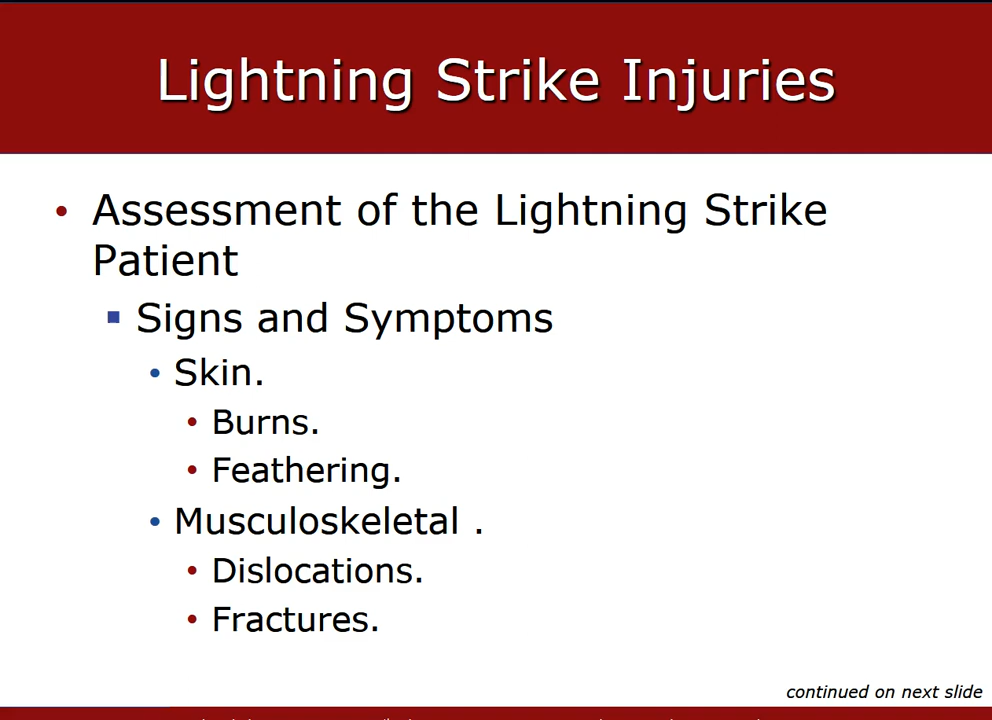 Lightning Strike Injuries
• Assessment of the Lightning Strike
Patient
▪ Signs and Symptoms
• Skin.
• Burns.
• Feathering.
• Musculoskeletal .
• Dislocations.
• Fractures.
continued on next slide